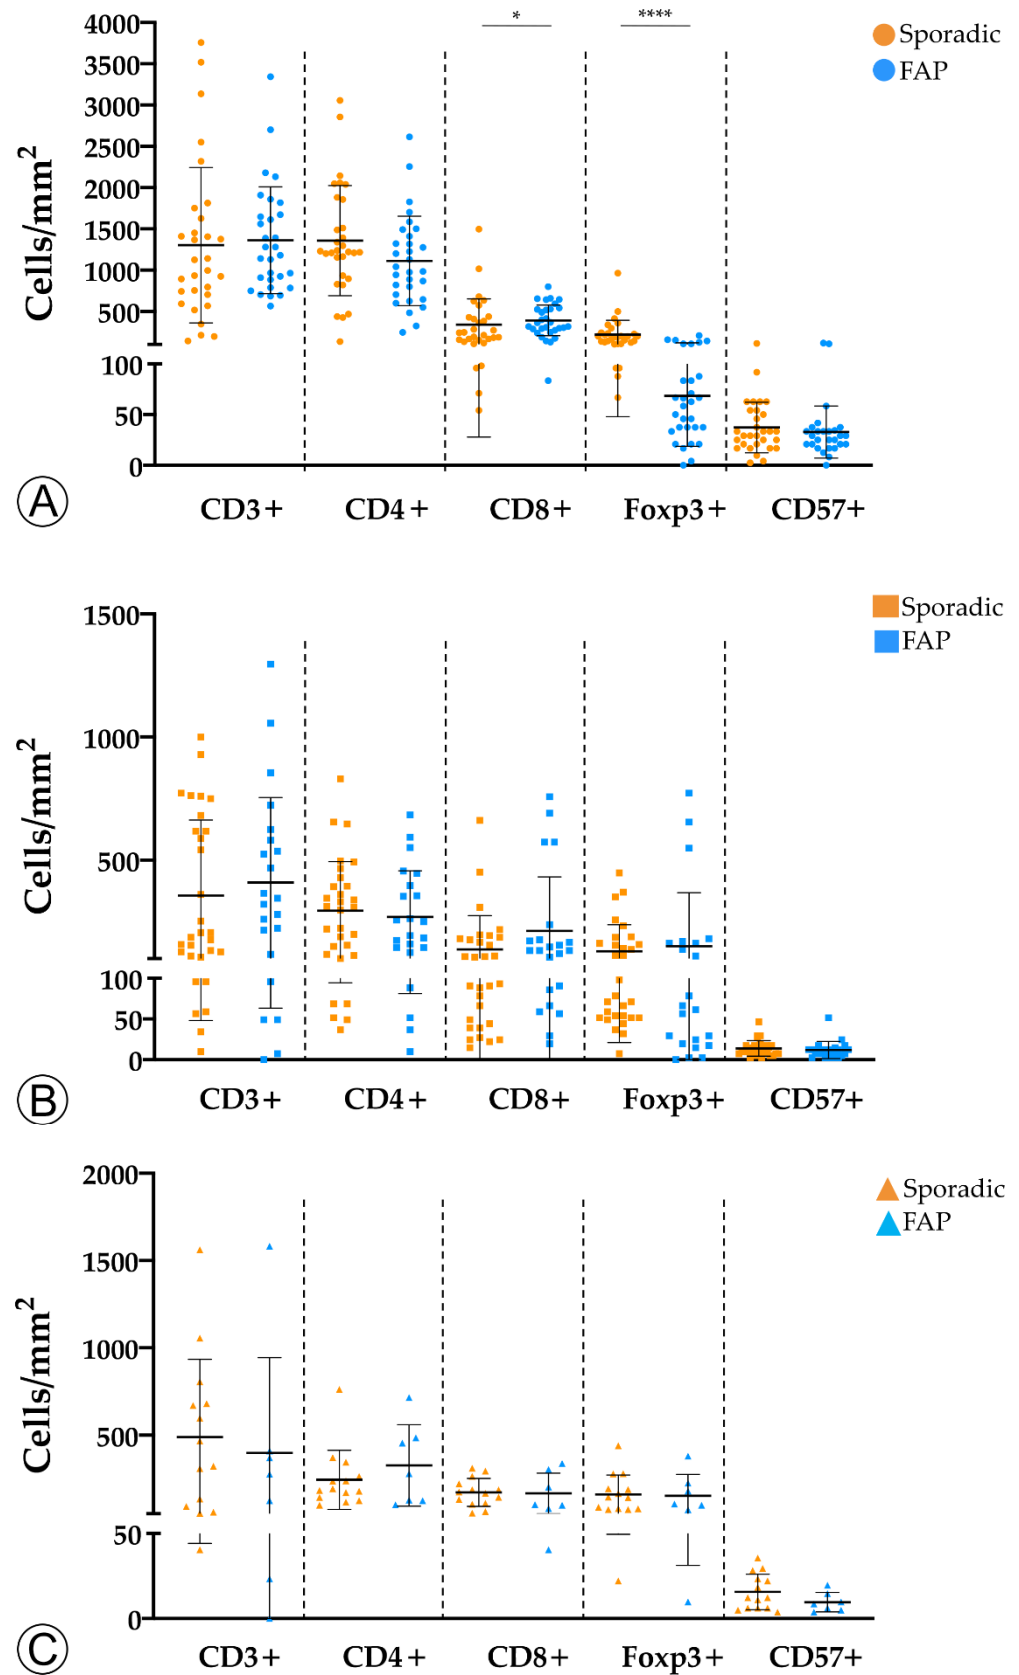 * ****
4000
3500
3000
2500
2000
1500
1000
500
100
50
0
Cells/mm²
Sporadic
FAP
CD3+ CD4+ CD8+ Foxp3+ CD57+
A
1500
1000
500
100
50
0
Cells/mm²
Sporadic
FAP
CD3+ CD4+ CD8+ Foxp3+ CD57+
B
2000
1500
1000
500
50
0
Cells/mm²
Sporadic
FAP
CD3+ CD4+ CD8+ Foxp3+ CD57+
C